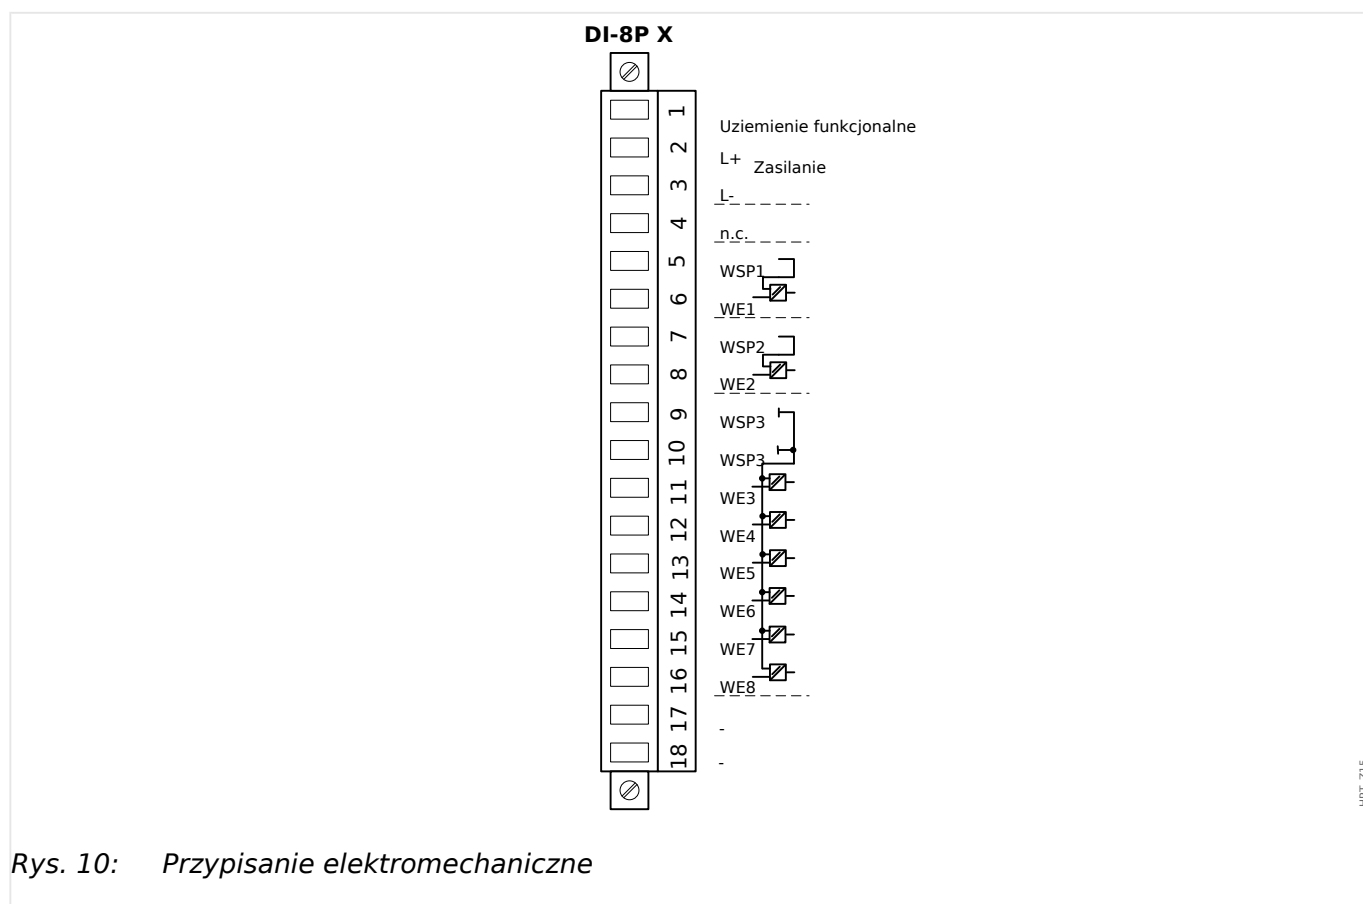 DI-8P X
1
Uziemienie funkcjonalne
2
L+
Zasilanie
3
L-
4
n.c.
5
WSP1
6
WE1
7
WSP2
8
WE2
9
WSP3
10
WSP3
11
WE3
12
WE4
13
WE5
14
WE6
15
WE7
16
WE8
17
-
18
-
Rys. 10: Przypisanie elektromechaniczne